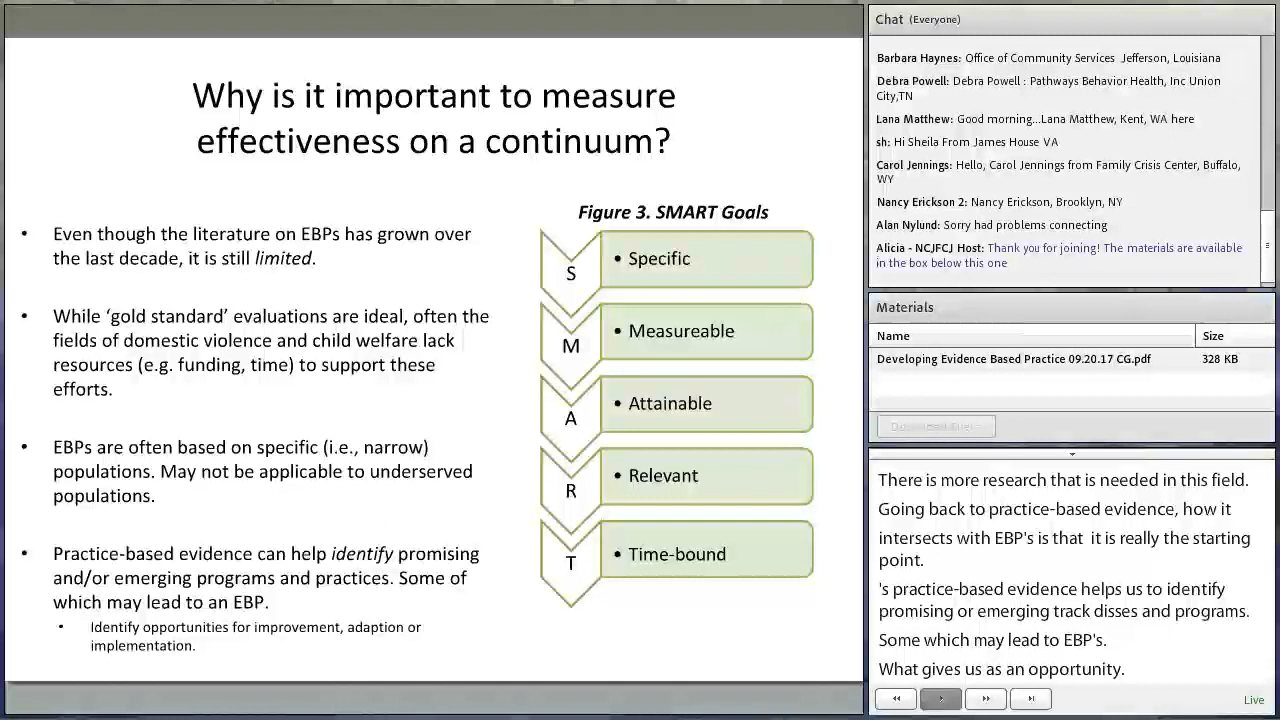 Why is it important to measure
effectiveness on a continuum?
• Even though the literature on EBPs has grown over
the last decade, it is still limited.
• While ‘gold standard’ evaluations are ideal, often the
fields of domestic violence and child welfare lack
resources (e.g. funding, time) to support these
efforts.
• EBPs are often based on specific (i.e., narrow)
populations. May not be applicable to underserved
populations.
• Practice-based evidence can help identify promising
and/or emerging programs and practices. Some of
which may lead to an EBP.
• Identify opportunities for improvement, adaption or
implementation.
Figure 3. SMART Goals
S • Specific
M • Measureable
A • Attainable
R • Relevant
T • Time-bound
Chat (Everyone)
Barbara Haynes: Office of Community Services Jefferson, Louisiana
Debra Powell: Debra Powell : Pathways Behavior Health, Inc Union
City,TN
Lana Matthew: Good morning...Lana Matthew, Kent, WA here
sh: Hi Sheila From James House VA
Carol Jennings: Hello, Carol Jennings from Family Crisis Center, Buffalo,
WY
Nancy Erickson 2: Nancy Erickson, Brooklyn, NY
Alan Nylund: Sorry had problems connecting
Alicia - NCJFCJ Host: Thank you for joining! The materials are available
in the box below this one
Materials
Name Size
Developing Evidence Based Practice 09.20.17 CG.pdf 328 KB
There is more research that is needed in this field.
Going back to practice-based evidence, how it
intersects with EBP's is that it is really the starting
point.
's practice-based evidence helps us to identify
promising or emerging track disses and programs.
Some which may lead to EBP's.
What gives us as an opportunity.
Live